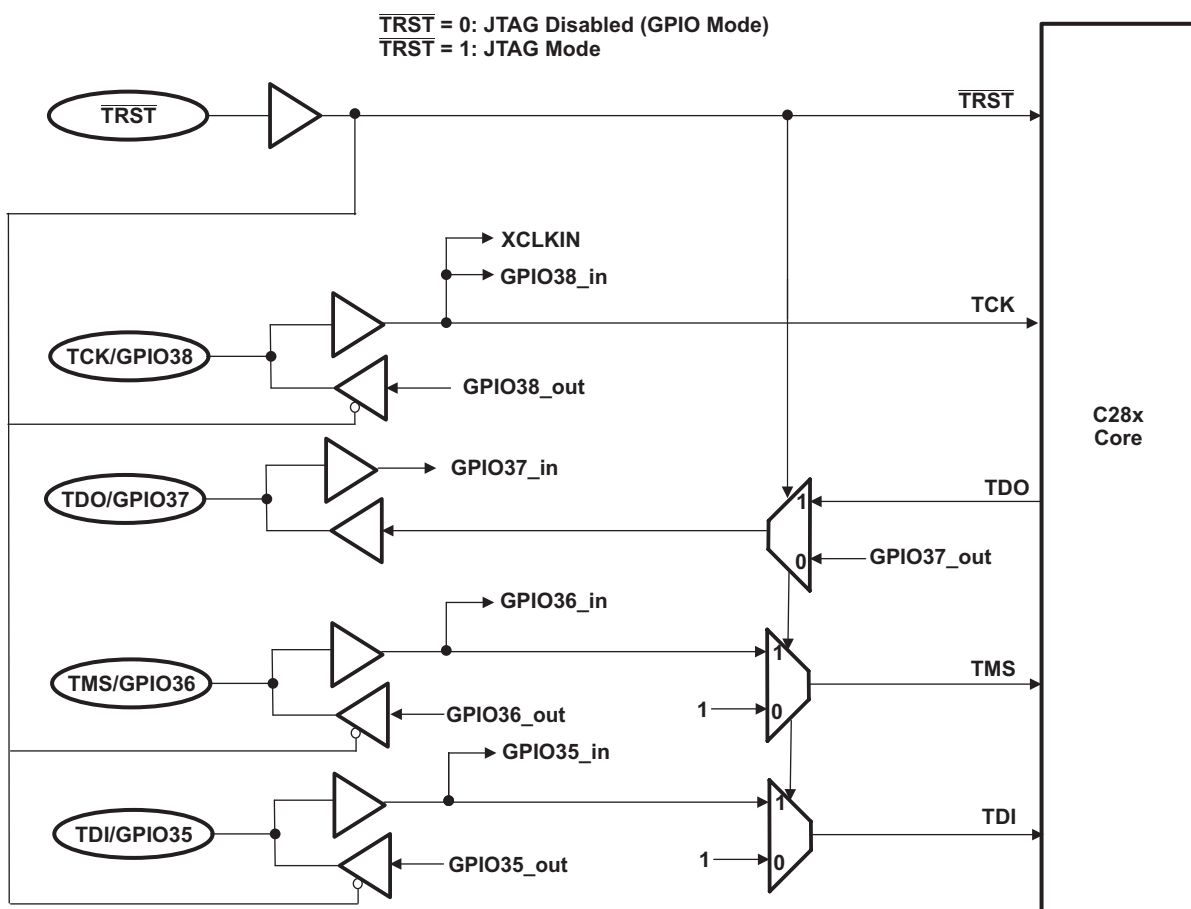 TRST = 0: JTAG Disabled (GPIO Mode)
TRST = 1: JTAG Mode
TRST
TRST
XCLKIN
GPIO38_in
TCK
TCK/GPIO38
GPIO38_out
C28x
Core
GPIO37_in
TDO/GPIO37
1
TDO
0
GPIO37_out
GPIO36_in
1
TMS/GPIO36
TMS
GPIO36_out
1
0
GPIO35_in
1
TDI/GPIO35
TDI
GPIO35_out
1
0